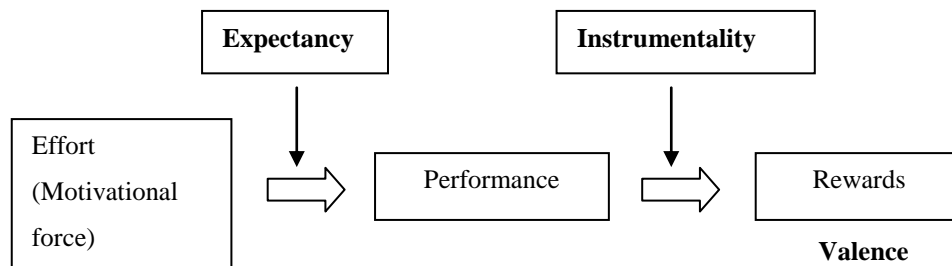 Expectancy
Instrumentality
Effort
(Motivational
force)
Performance
Rewards
Valence